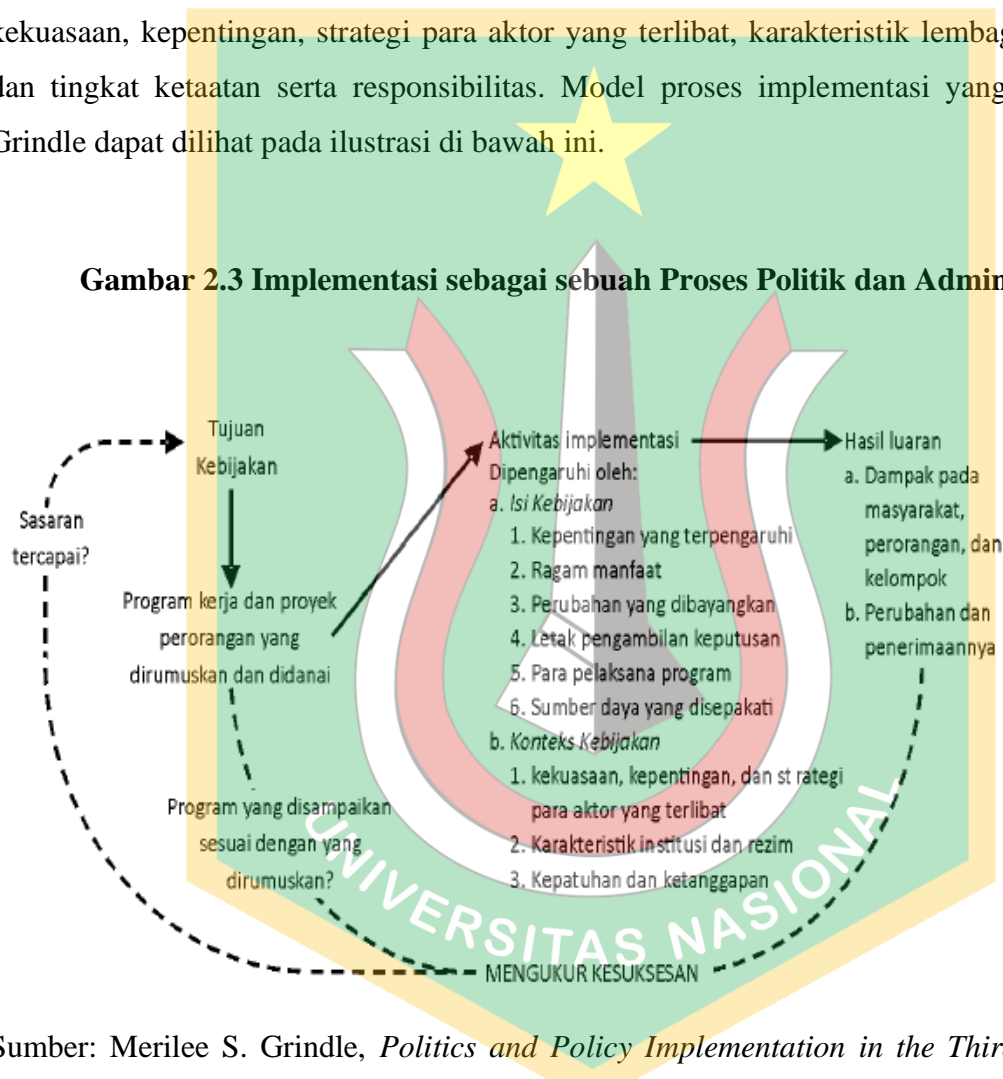 kekuasaan, kepentingan, strategi para aktor yang terlibat, karakteristik
dan tingkat ketaatan serta responsibilitas. Model proses implementasi yang
Grindle dapat dilihat pada ilustrasi di bawah ini.
Gambar 2.3 Implementasi sebagai sebuah Proses Politik dan
Tujuan
Kebijakan
Sasaran
tercapai?
Program kerja dan proyek
perorangan yang
dirumuskan dan didanai
Program yang disampaikan
sesuai dengan yang
dirumuskan?
Aktivitas implementasi
Dipengaruhi oleh:
a. Isi Kebijakan
1. Kepentingan yang terpengaruhi
2. Ragam manfaat
3. Perubahan yang dibayangkan
4. Letak pengambilan keputusan
5. Para pelaksana program
6. Sumber daya yang disepakati
b. Konteks Kebijakan
1. kekuasaan, kepentingan, dan st rategi
para aktor yang terlibat
2. Karakteristik institusi dan rezim
3. Kepatuhan dan ketanggapan
Hasil luaran
a. Dampak pada
masyarakat,
perorangan, dan
kelompok
b. Perubahan dan
penerimaannya
MENGUKUR KESUKSESAN
UNIVERSITAS NASIONAL
Sumber: Merilee S. Grindle, Politics and Policy Implementation in the